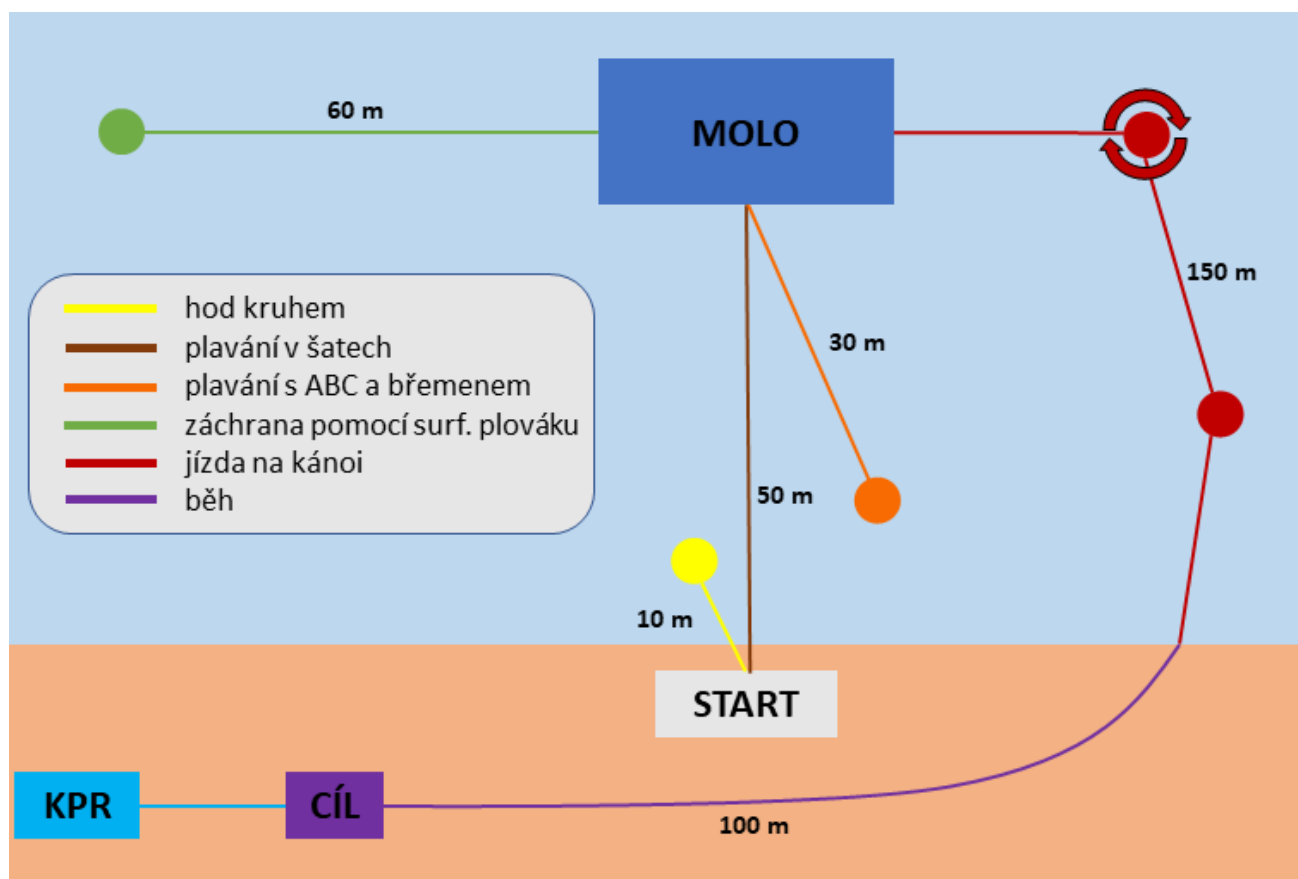 60 m
MOLO
150 m
hod kruhem
plavání v šatech
plavání s ABC a břemenem
záchrana pomocí surf. plováku
jízda na kánoi
běh
30 m
50 m
10 m
START
KPR
CÍL
100 m